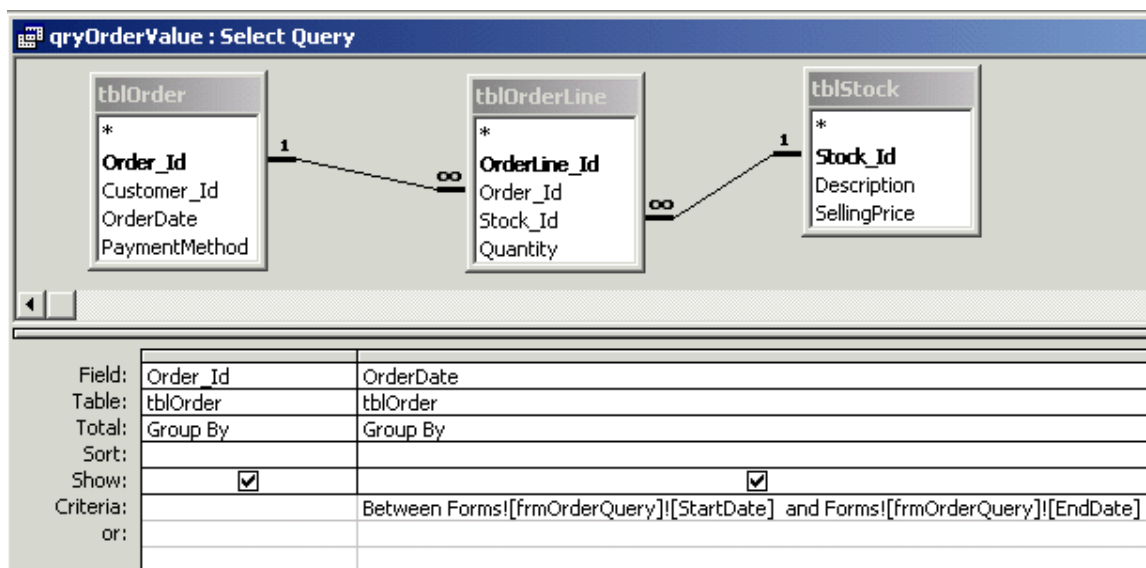 qryOrderValue : Select Query
tblOrder
*
Order_Id
Customer_Id
OrderDate
PaymentMethod
1
∞
tblOrderLine
*
OrderLine_Id
Order_Id
Stock_Id
Quantity
∞
1
tblStock
*
Stock_Id
Description
SellingPrice
Field: Order_Id OrderDate
Table: tblOrder tblOrder
Total: Group By Group By
Sort:
Show:
Criteria: Between Forms![frmOrderQuery]![StartDate] and Forms![frmOrderQuery]![EndDate]
or: